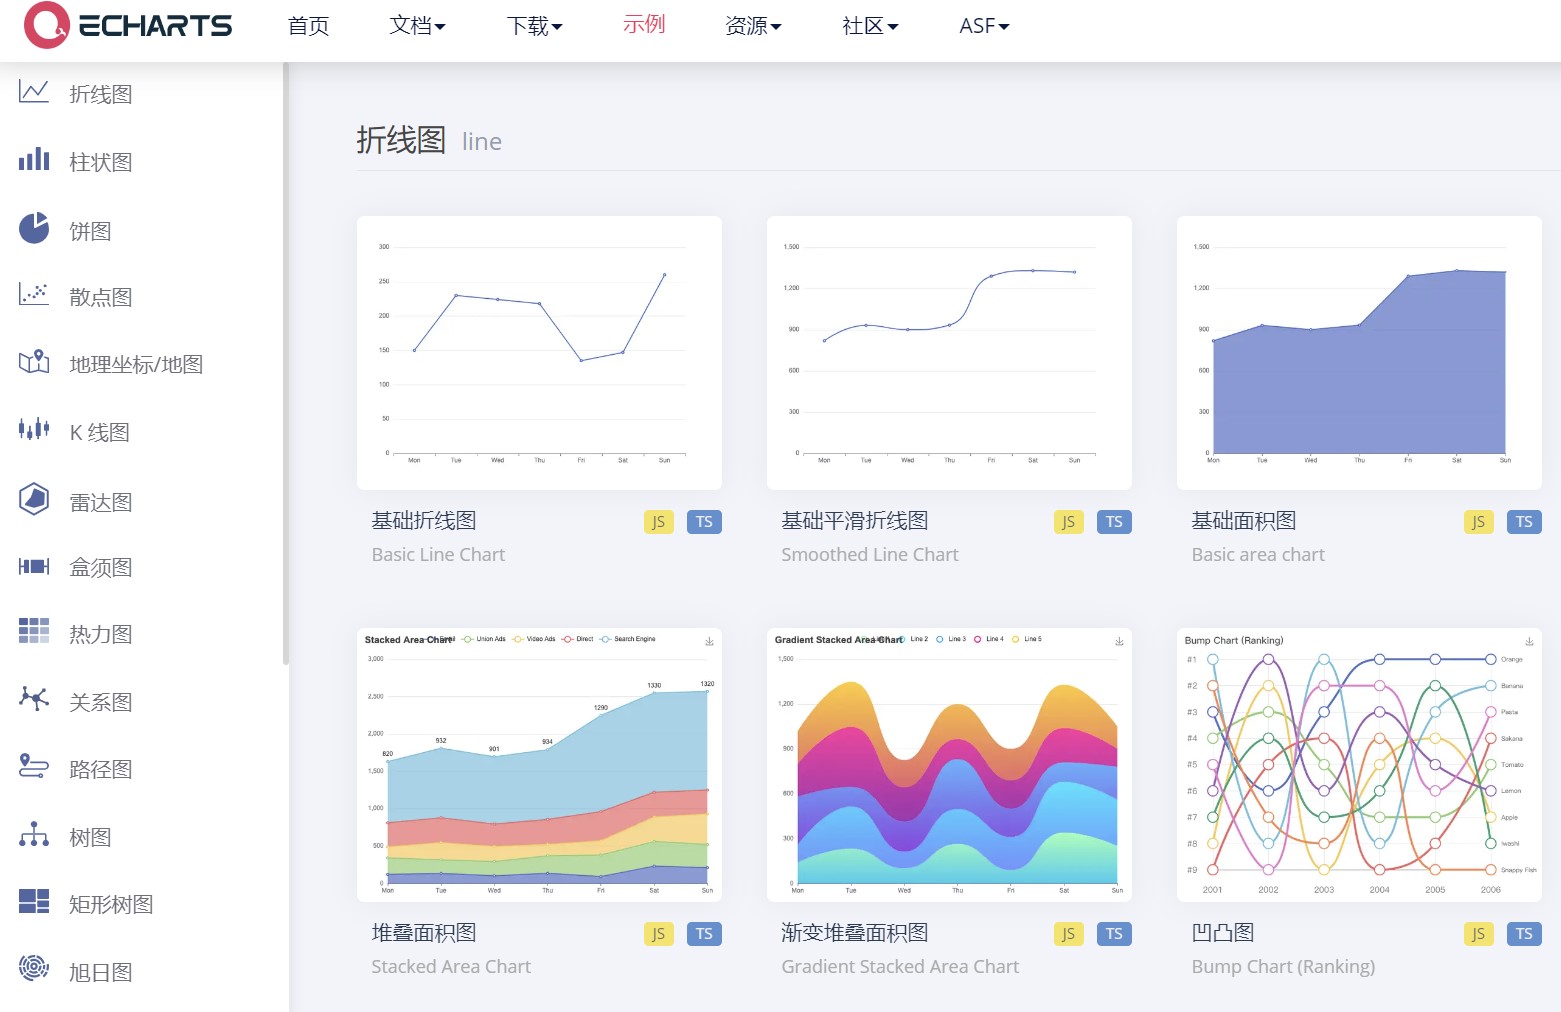 ECHARTS 首页 文档 下载 示例 资源 社区 ASF
折线图
柱状图
饼图
散点图
地理坐标/地图
K 线图
雷达图
盒须图
热力图
关系图
路径图
树图
矩形树图
旭日图
折线图 line
300
250
200
150
100
50
0
Mon Tue Wed Thu Fri Sat Sun
基础折线图 JS TS
Basic Line Chart
1,500
1,200
900
600
300
0
Mon Tue Wed Thu Fri Sat Sun
基础平滑折线图 JS TS
Smoothed Line Chart
1,500
1,200
900
600
300
0
Mon Tue Wed Thu Fri Sat Sun
基础面积图 JS TS
Basic area chart
Stacked Area Chart Union Ads Video Ads Direct Search Engine
3,000
2,500
2,000
1,500
1,000
500
0
820 932 901 934 1290 1330 1320
Mon Tue Wed Thu Fri Sat Sun
堆叠面积图 JS TS
Stacked Area Chart
Gradient Stacked Area Chart Line 2 Line 3 Line 4 Line 5
1,500
1,200
900
600
300
0
Mon Tue Wed Thu Fri Sat Sun
渐变堆叠面积图 JS TS
Gradient Stacked Area Chart
Bump Chart (Ranking)
#1 Orange
#2 Banana
#3 Pasta
#4 Sakana
#5 Tomato
#6 Lemon
#7 Apple
#8 Iwashi
#9 Snappy Fish
2001 2002 2003 2004 2005 2006
凹凸图 JS TS
Bump Chart (Ranking)